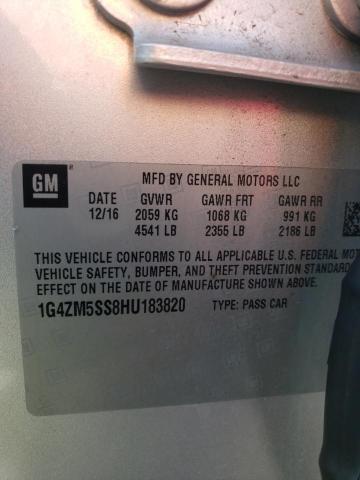 GM
MFD BY GENERAL MOTORS LLC
DATE GVWR GAWR FRT GAWR RR
12/16 2059 KG 1068 KG 991 KG
4541 LB 2355 LB 2186 LB
THIS VEHICLE CONFORMS TO ALL APPLICABLE U.S. FEDERAL
VEHICLE SAFETY, BUMPER, AND THEFT PREVENTION
EFFECT ON THE DATE OF MANUFACTURE SHOWN ABOVE.
1G4ZM5SS8HU183820 TYPE: PASS CAR